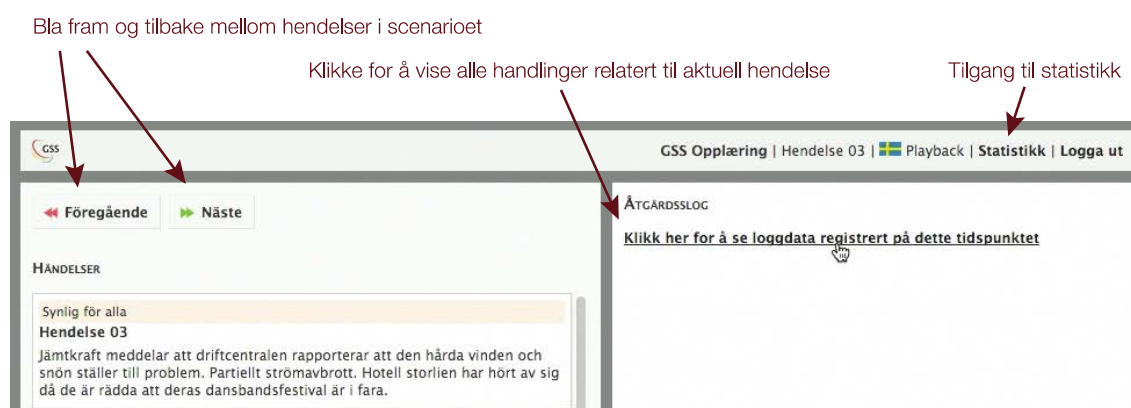 Bla fram og tilbake mellom hendelser i scenarioet
Klikke for å vise alle handlinger relatert til aktuell hendelse
Tilgang til statistikk
GSS
GSS Opplæring | Hendelse 03 | Playback | Statistikk | Logga ut
Föregående
Näste
Händelser
Synlig för alla
Hendelse 03
Jämtkraft meddelar att driftcentralen rapporterar att den hårda vinden och
snön ställer till problem. Partiellt strömavbrott. Hotell storlien har hört av sig
då de är rädda att deras dansbandsfestival är i fara.
Åtgärdsslog
Klikk her for å se loggdata registrert på dette tidspunktet